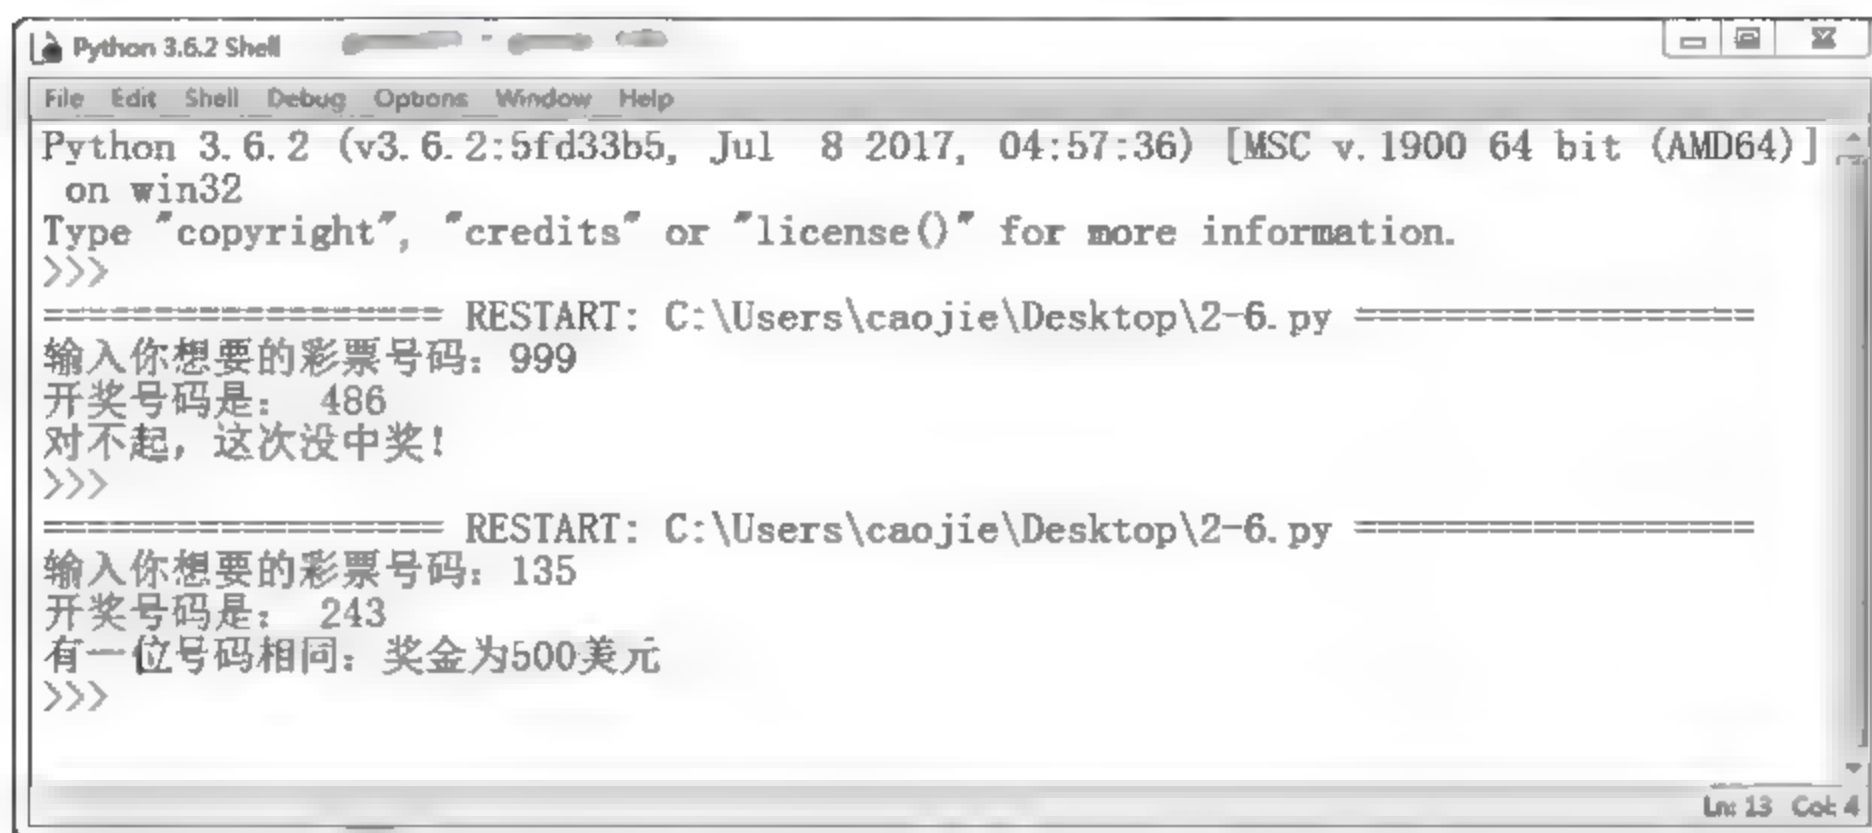 Python 3.6.2 Shell
File Edit Shell Debug Options Window Help
Python 3.6.2 (v3.6.2:5fd33b5, Jul  8 2017, 04:57:36) [MSC v.1900 64 bit (AMD64)]
 on win32
Type "copyright", "credits" or "license()" for more information.
>>>
================== RESTART: C:\Users\caojie\Desktop\2-6.py ==================
输入你想要的彩票号码：999
开奖号码是： 486
对不起，这次没中奖！
>>>
================== RESTART: C:\Users\caojie\Desktop\2-6.py ==================
输入你想要的彩票号码：135
开奖号码是： 243
有一位号码相同：奖金为500美元
>>>
Ln: 13 Col: 4